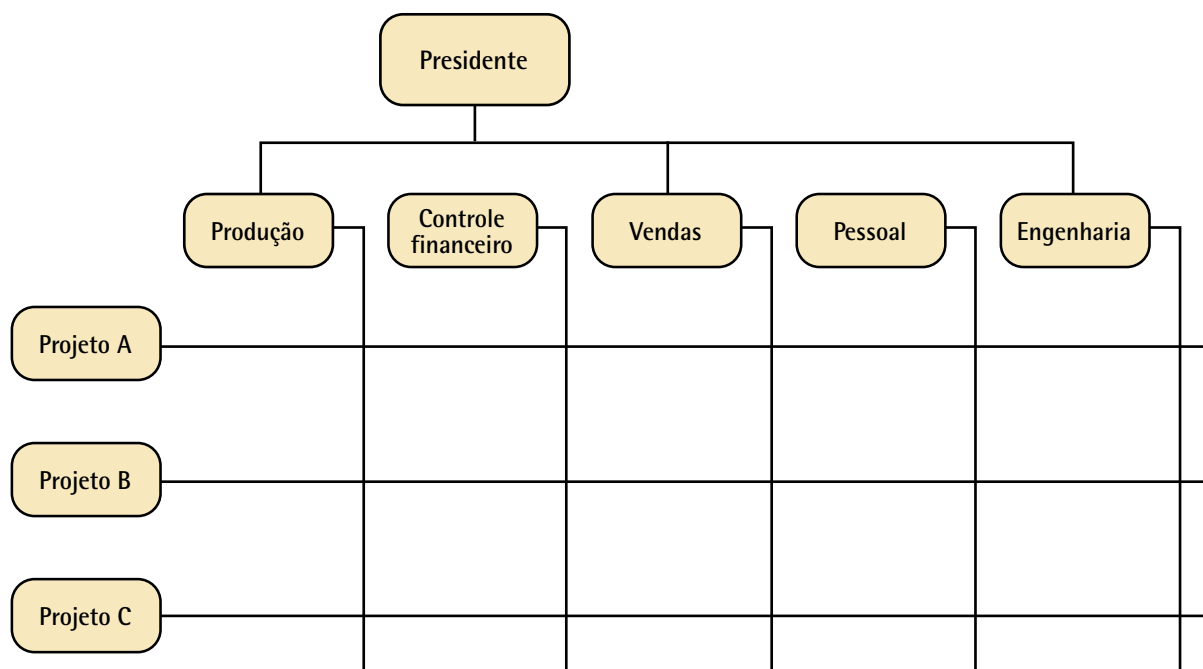 Presidente
Produção
Controle
financeiro
Vendas
Pessoal
Engenharia
Projeto A
Projeto B
Projeto C